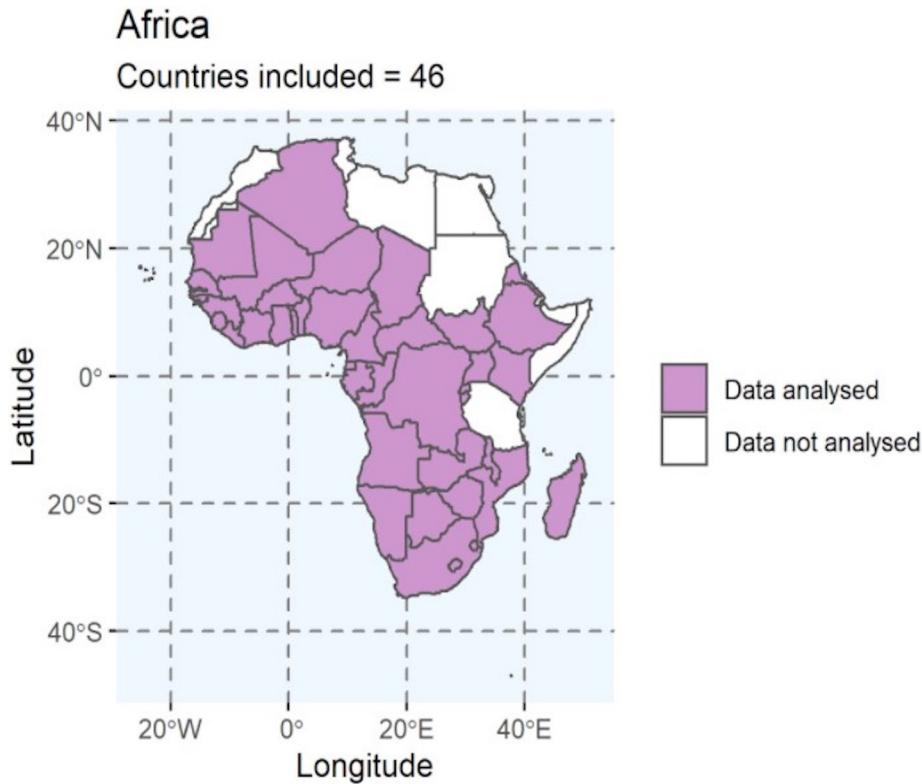 Africa
Countries included = 46
40°N
20°N
0°
20°S
40°S
Latitude
20°W
0°
20°E
40°E
Longitude
Data analysed
Data not analysed